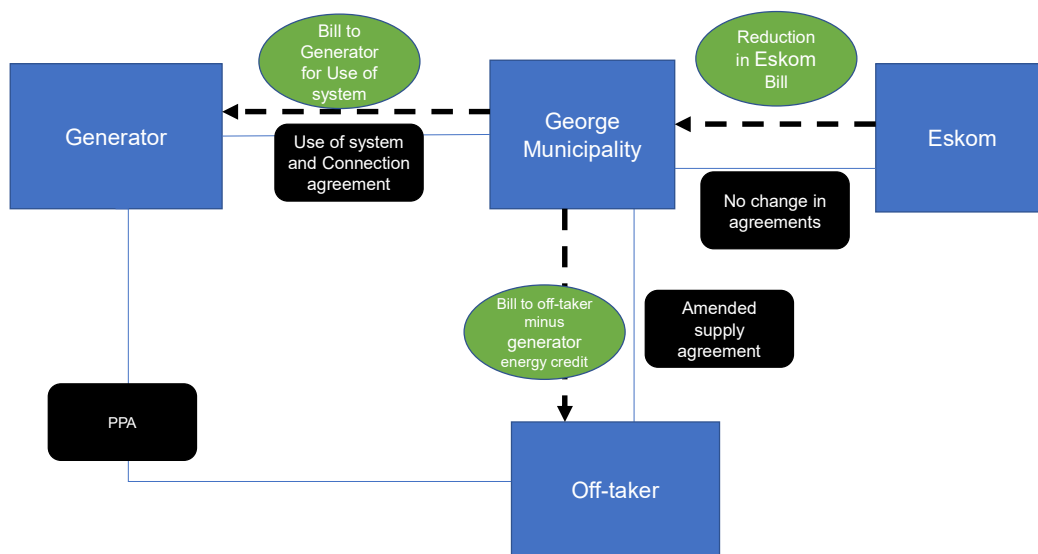 Bill to
Generator
for Use of
system
Reduction
in Eskom
Bill
Generator
George
Municipality
Eskom
Use of system
and Connection
agreement
No change in
agreements
Bill to off-taker
minus
generator
energy credit
Amended
supply
agreement
PPA
Off-taker